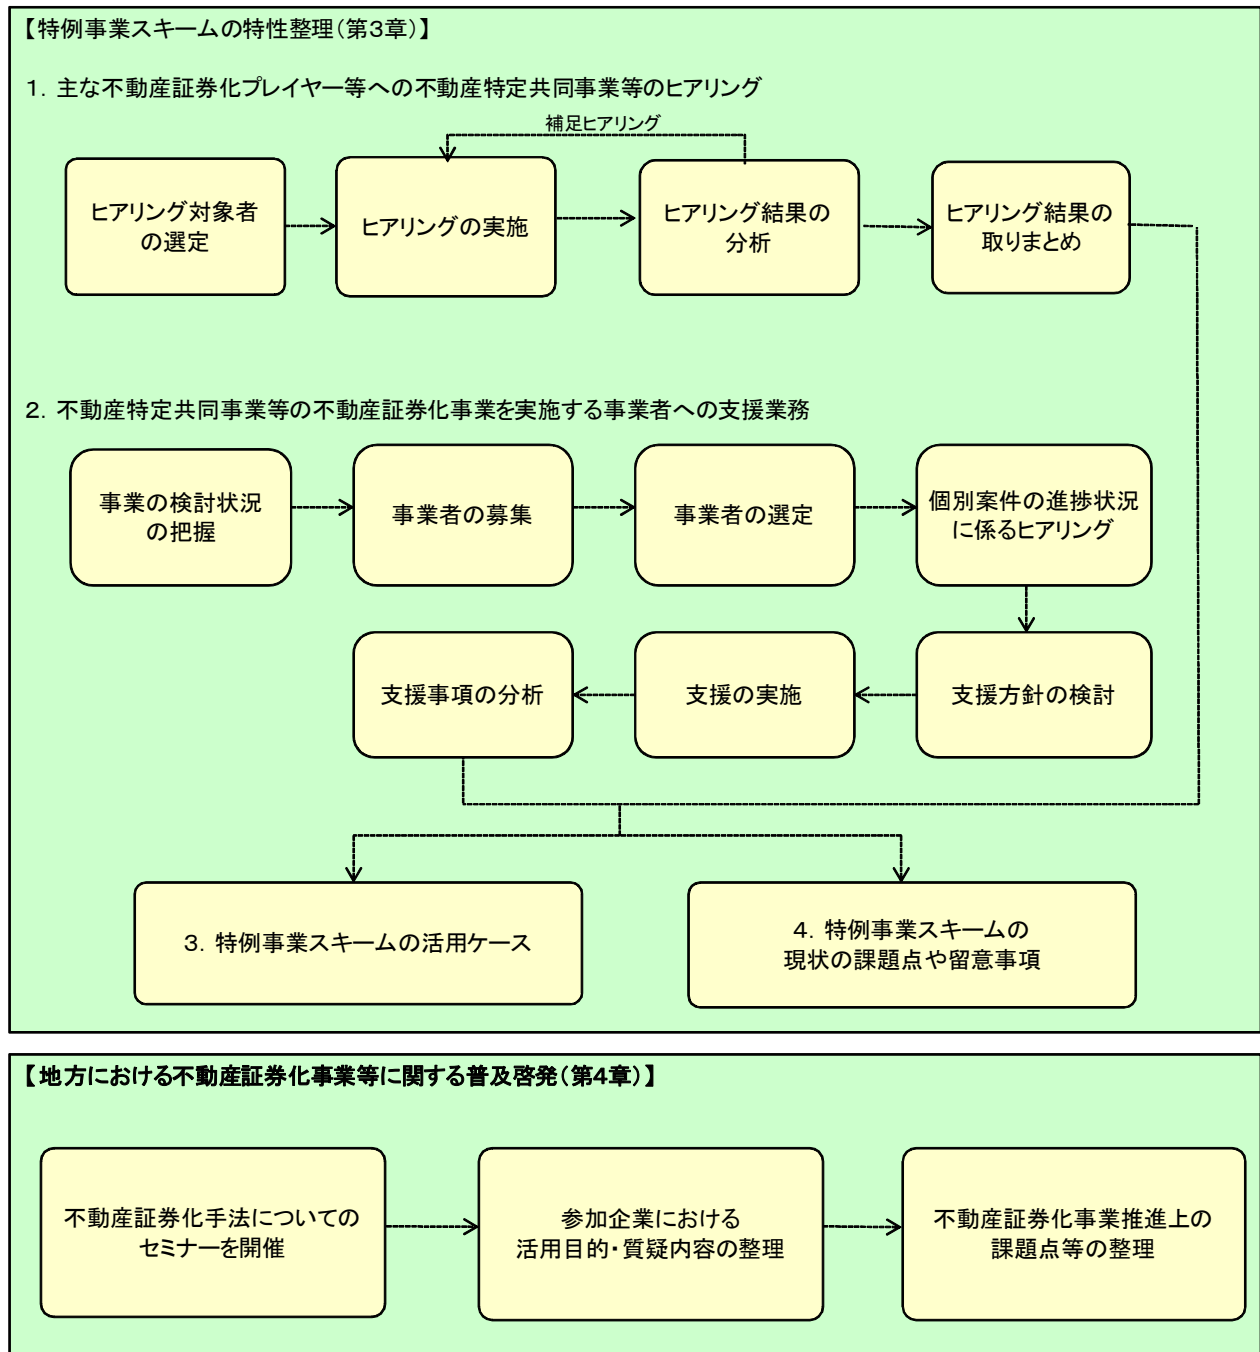 【特例事業スキームの特性整理（第３章）】
１．主な不動産証券化プレイヤー等への不動産特定共同事業等のヒアリング
補足ヒアリング
ヒアリング対象者
の選定
ヒアリングの実施
ヒアリング結果の
分析
ヒアリング結果の
取りまとめ
２．不動産特定共同事業等の不動産証券化事業を実施する事業者への支援業務
事業の検討状況
の把握
事業者の募集
事業者の選定
個別案件の進捗状況
に係るヒアリング
支援事項の分析
支援の実施
支援方針の検討
３．特例事業スキームの活用ケース
４．特例事業スキームの
現状の課題点や留意事項
【地方における不動産証券化事業等に関する普及啓発（第４章）】
不動産証券化手法についての
セミナーを開催
参加企業における
活用目的・質疑内容の整理
不動産証券化事業推進上の
課題点等の整理